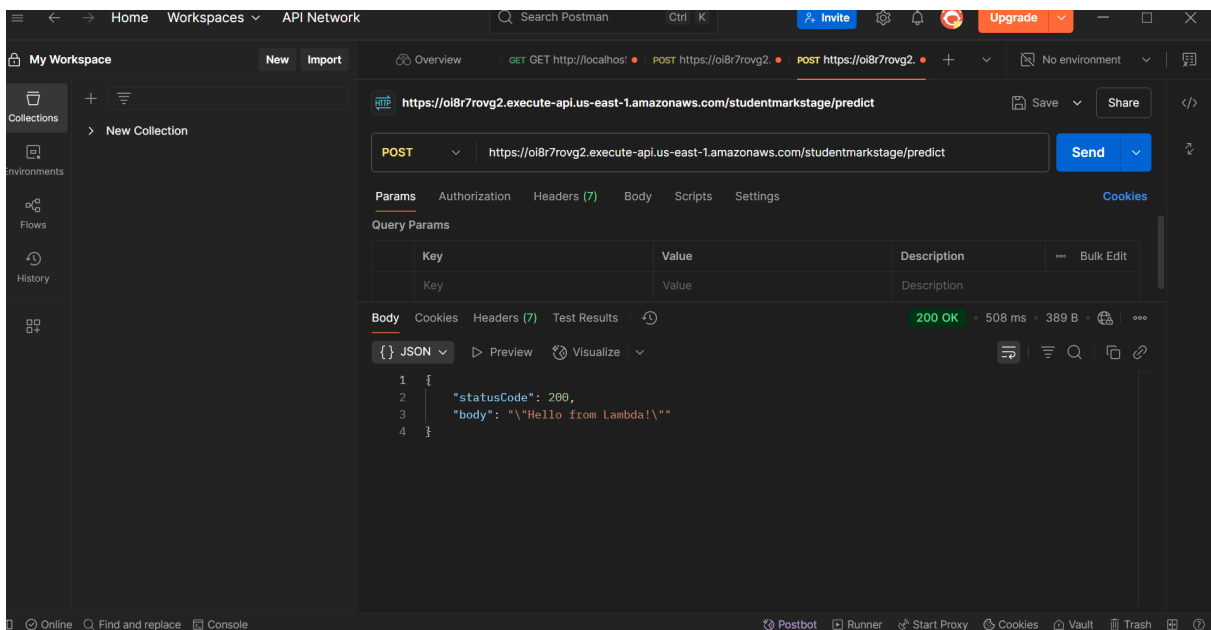 Home Workspaces API Network Search Postman Ctrl K Invite Upgrade
My Workspace New Import Overview GET GET http://localhos! POST https://oi8r7rovg2. POST https://oi8r7rovg2. No environment
Collections
New Collection
Environments
Flows
History
HTTP https://oi8r7rovg2.execute-api.us-east-1.amazonaws.com/studentmarkstage/predict Save Share
POST https://oi8r7rovg2.execute-api.us-east-1.amazonaws.com/studentmarkstage/predict Send
Params Authorization Headers (7) Body Scripts Settings Cookies
Query Params
Key Value Description Bulk Edit
Key Value Description
Body Cookies Headers (7) Test Results 200 OK 508 ms 389 B
{} JSON Preview Visualize
1 {
2 "statusCode": 200,
3 "body": "\"Hello from Lambda!\""
4 }
Online Find and replace Console Postbot Runner Start Proxy Cookies Vault Trash